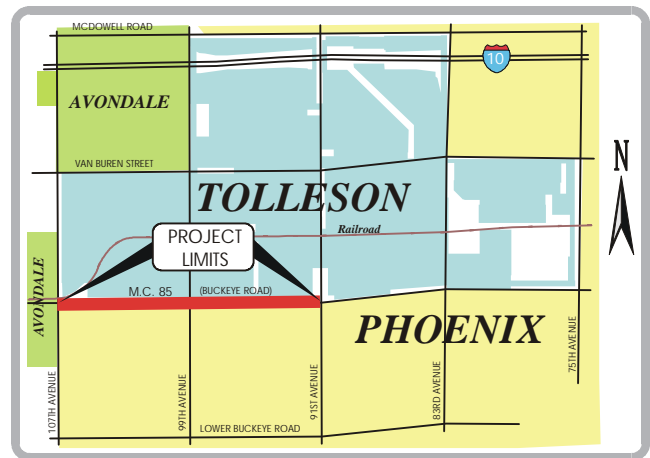 MCDOWELL ROAD
10
AVONDALE
N
VAN BUREN STREET
TOLLESON
Railroad
PROJECT
LIMITS
AVONDALE
M.C. 85 (BUCKEYE ROAD)
PHOENIX
107TH AVENUE
99TH AVENUE
91ST AVENUE
83RD AVENUE
75TH AVENUE
LOWER BUCKEYE ROAD